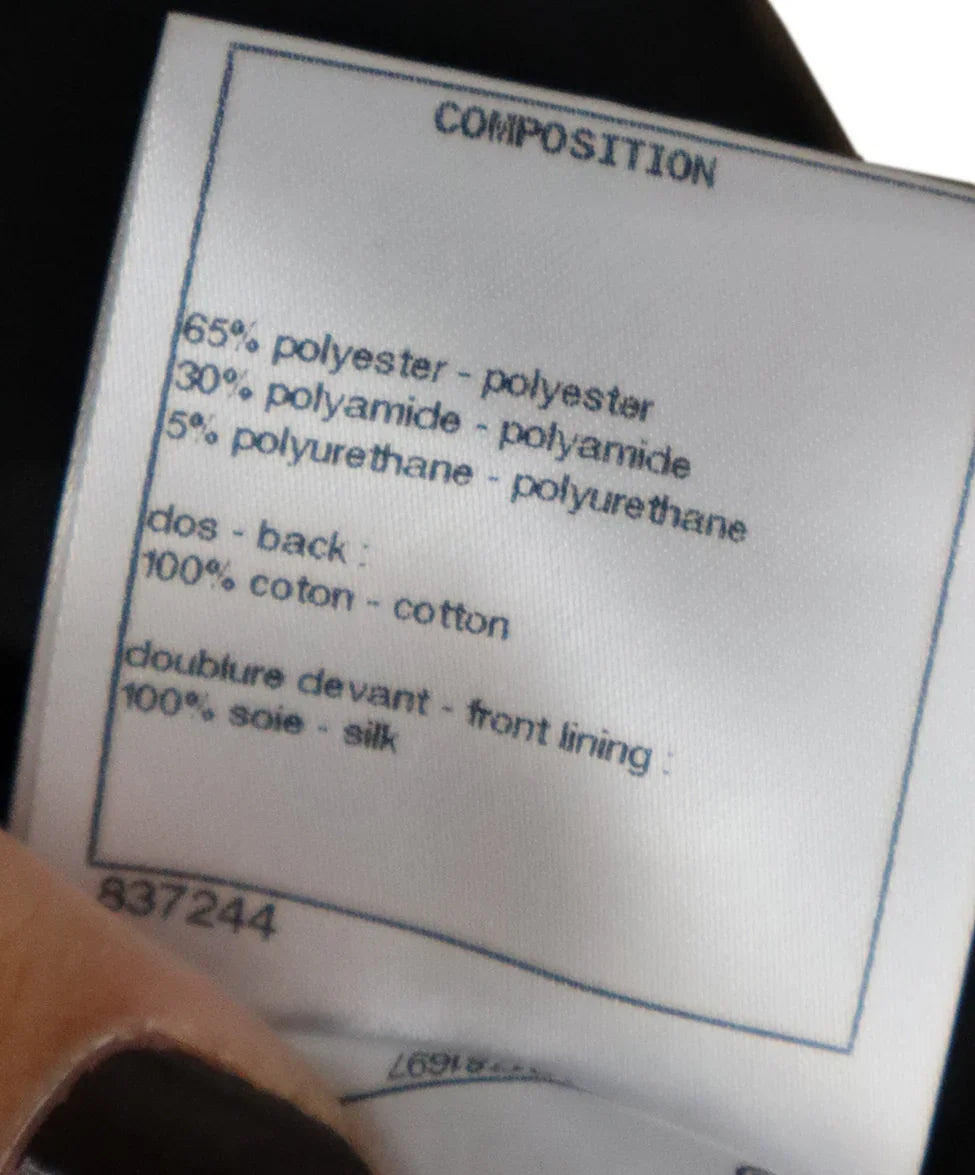 COMPOSITION
65% polyester - polyester
30% polyamide - polyamide
5% polyurethane - polyurethane
dos - back :
100% coton - cotton
doublure devant - front lining :
100% soie - silk
837244